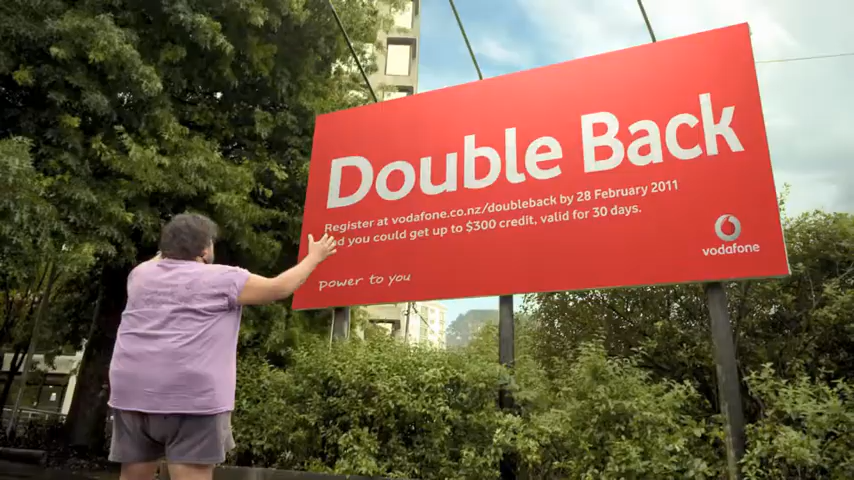 Double Back
Register at vodafone.co.nz/doubleback by 28 February 2011
and you could get up to $300 credit, valid for 30 days.
power to you
vodafone